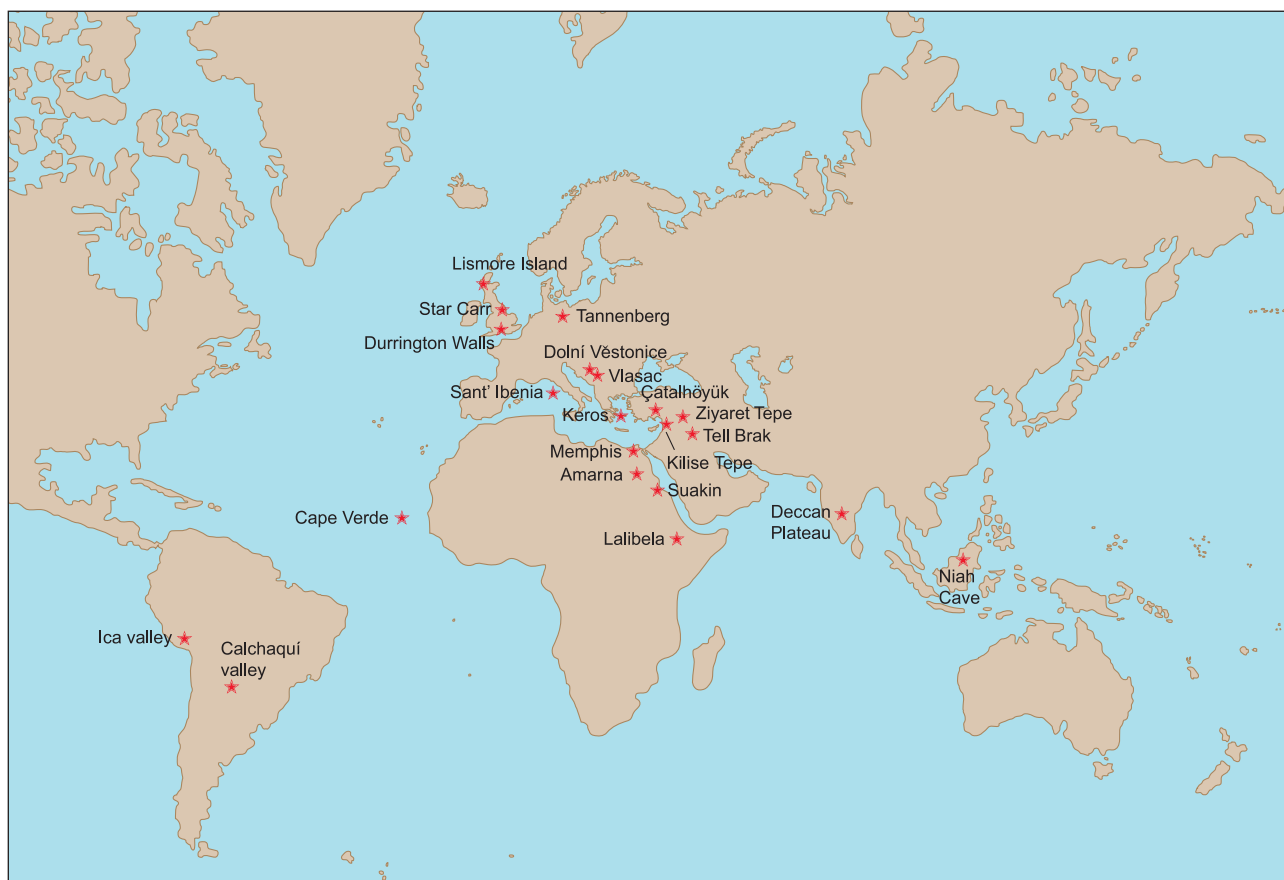 Lismore Island
Star Carr
Tannenberg
Durrington Walls
Dolní Věstonice
Vlasac
Sant' Ibenia
Çatalhöyük
Keros
Ziyaret Tepe
Tell Brak
Memphis
Kilise Tepe
Amarna
Suakin
Cape Verde
Deccan
Plateau
Lalibela
Niah
Cave
Ica valley
Calchaquí
valley